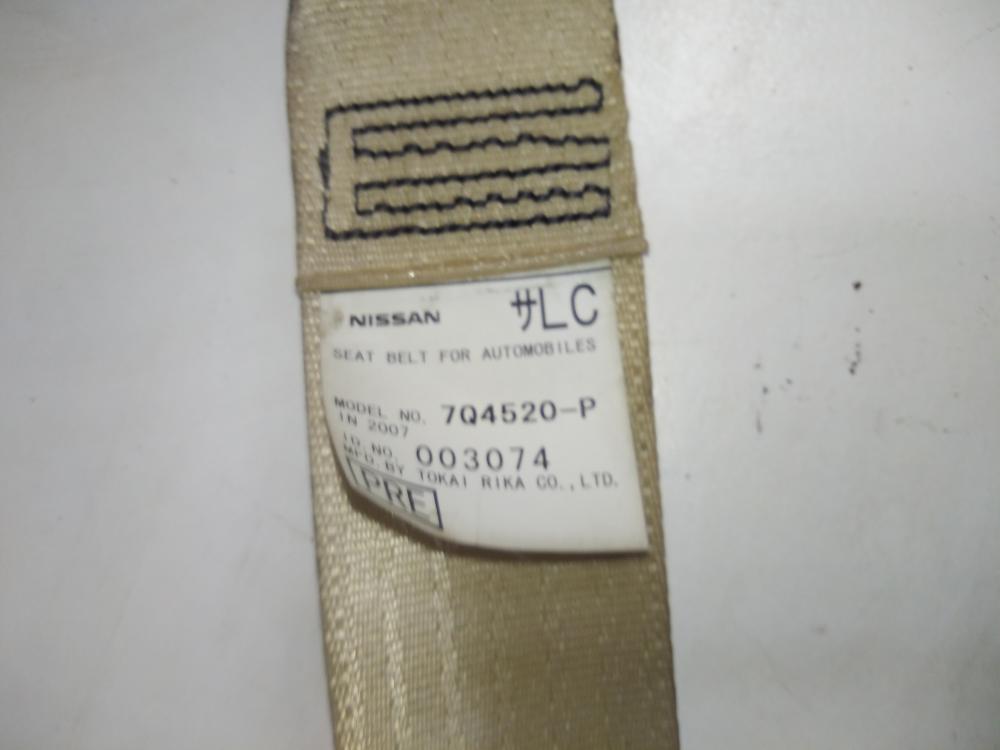 NISSAN サLC
SEAT BELT FOR AUTOMOBILES
MODEL NO. 7Q4520-P
IN 2007
I.D. NO. 003074
MFD. BY TOKAI RIKA CO., LTD.
PRE